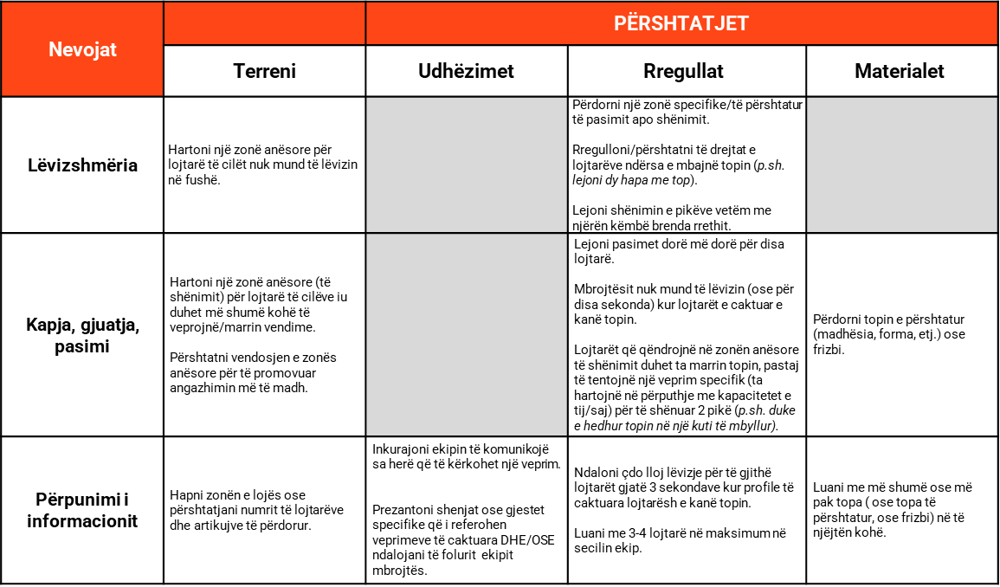 Nevojat
PËRSHTATJET
Terreni
Udhëzimet
Rregullat
Materialet
Lëvizshmëria
Hartoni një zonë anësore për
lojtarë të cilët nuk mund të lëvizin
në fushë.
Përdorni një zonë specifike/të përshtatur
të pasimit apo shënimit.
Rregulloni/përshtatni të drejtat e
lojtarëve ndërsa e mbajnë topin (p.sh.
lejoni dy hapa me top).
Lejoni shënimin e pikëve vetëm me
njërën këmbë brenda rrethit.
Kapja, gjuatja,
pasimi
Hartoni një zonë anësore (të
shënimit) për lojtarë të cilëve iu
duhet më shumë kohë të
veprojnë/marrin vendime.
Përshtatni vendosjen e zonës
anësore për të promovuar
angazhimin më të madh.
Lejoni pasimet dorë më dorë për disa
lojtarë.
Mbrojtësit nuk mund të lëvizin (ose për
disa sekonda) kur lojtarët e caktuar e
kanë topin.
Lojtarët që qëndrojnë në zonën anësore
të shënimit duhet ta marrin topin, pastaj
të tentojnë një veprim specifik (ta
hartojnë në përputhje me kapacitetet e
tij/saj) për të shënuar 2 pikë (p.sh. duke
e hedhur topin në një kuti të mbyllur).
Përdorni topin e përshtatur
(madhësia, forma, etj.) ose
frizbi.
Përpunimi i
informacionit
Hapni zonën e lojës ose
përshtatjani numrit të lojtarëve
dhe artikujve të përdorur.
Inkurajoni ekipin të komunikojë
sa herë që të kërkohet një veprim.
Prezantoni shenjat ose gjestet
specifike që i referohen
veprimeve të caktuara DHE/OSE
ndalojani të folurit ekipit
mbrojtës.
Ndaloni çdo lloj lëvizje për të gjithë
lojtarët gjatë 3 sekondave kur profile të
caktuara lojtarësh e kanë topin.
Luani me 3-4 lojtarë në maksimum në
secilin ekip.
Luani me më shumë ose më
pak topa ( ose topa të
përshtatur, ose frizbi) në të
njëjtën kohë.